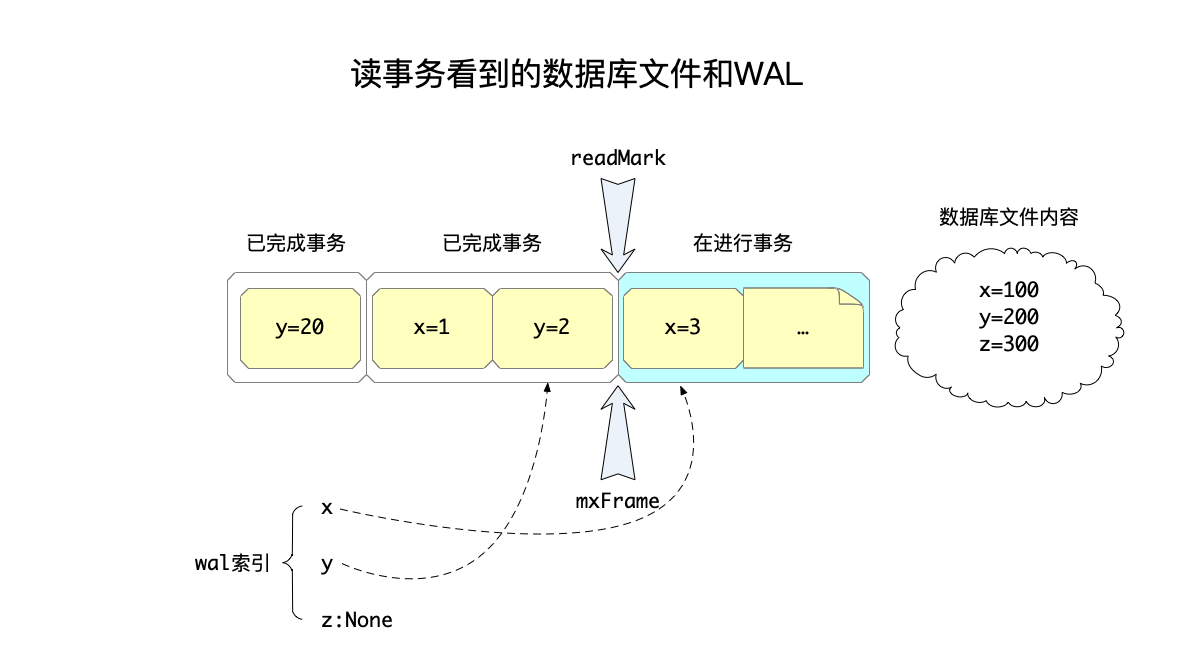 读事务看到的数据库文件和WAL
readMark
已完成事务
已完成事务
在进行事务
数据库文件内容
y=20
x=1
y=2
x=3
…
x=100
y=200
z=300
mxFrame
wal索引
x
y
z:None